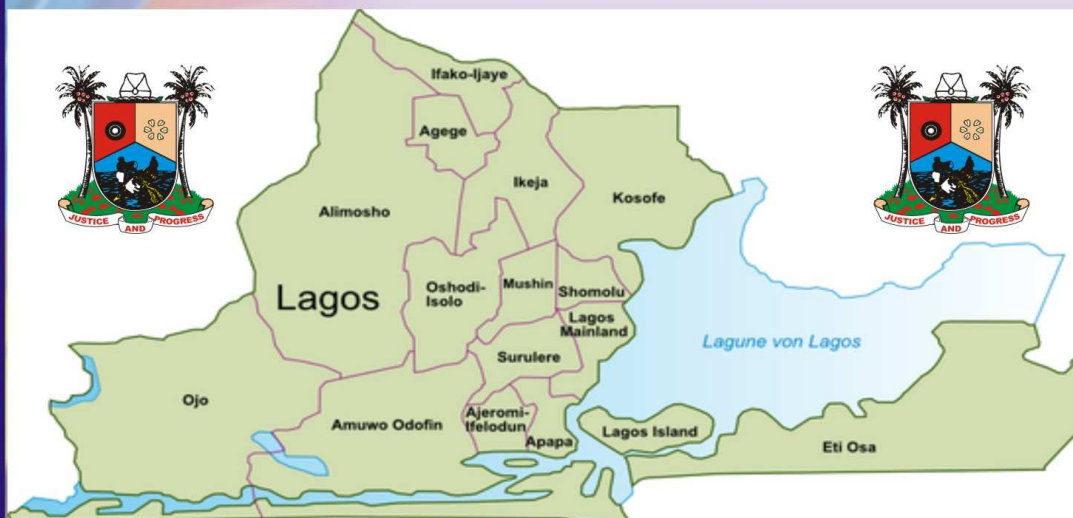 Ifako-Ijaye
Agege
Ikeja
Kosofe
Alimosho
JUSTICE AND PROGRESS
JUSTICE AND PROGRESS
Lagos
Oshodi-
Isolo
Mushin
Shomolu
Lagos
Mainland
Lagune von Lagos
Surulere
Ojo
Amuwo Odofin
Ajeromi-
Ifelodun
Apapa
Lagos Island
Eti Osa